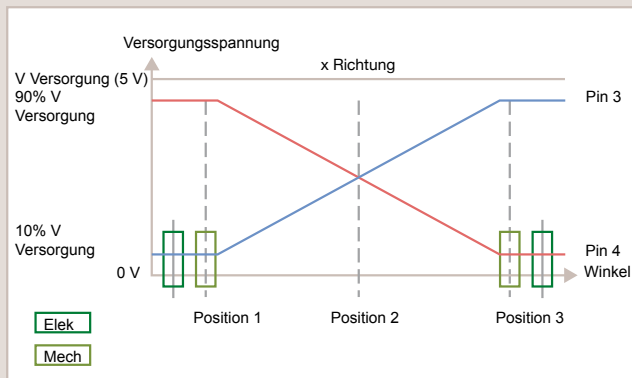 Versorgungsspannung
x Richtung
V Versorgung (5 V)
90% V
Versorgung
Pin 3
10% V
Versorgung
Pin 4
0 V
Winkel
Position 1
Position 2
Position 3
Elek
Mech